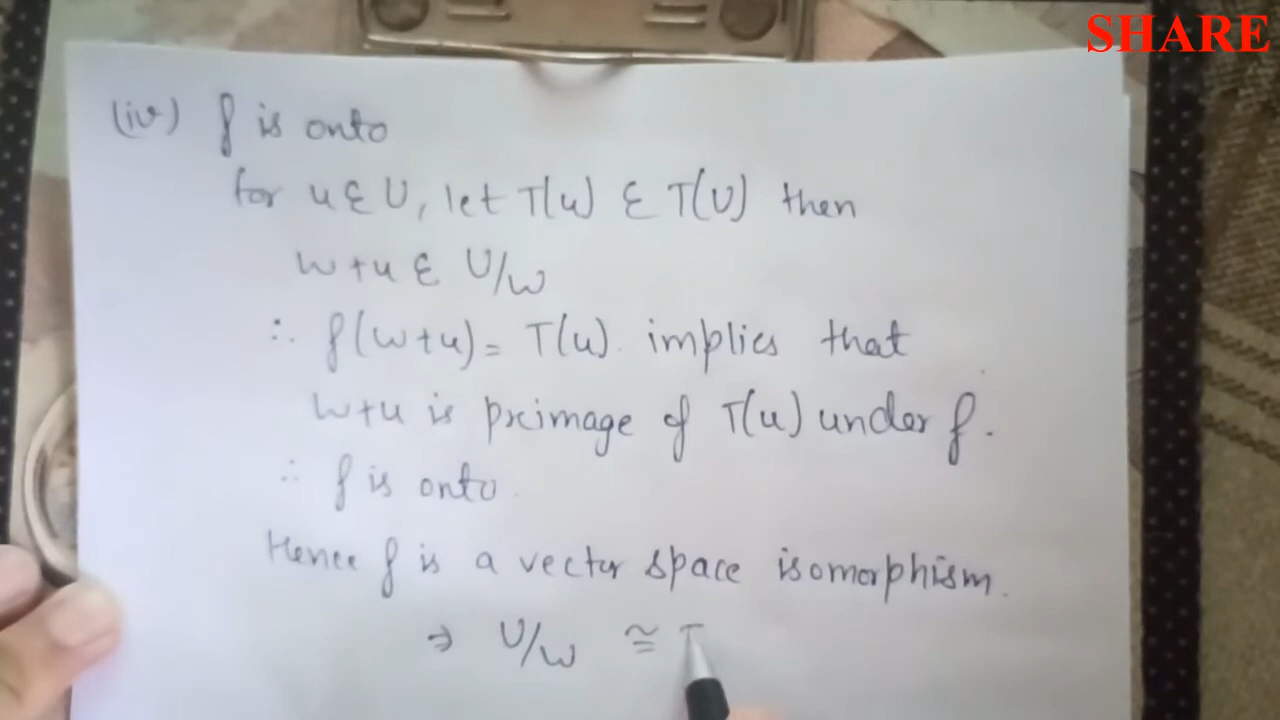 SHARE
(iv) f is onto
for u ε U, let T(u) ε T(U) then
w+u ε U/w
∴ f(w+u) = T(u). implies that
w+u is preimage of T(u) under f.
∴ f is onto.
Hence f is a vector space isomorphism.
⇒ U/w ≅ T